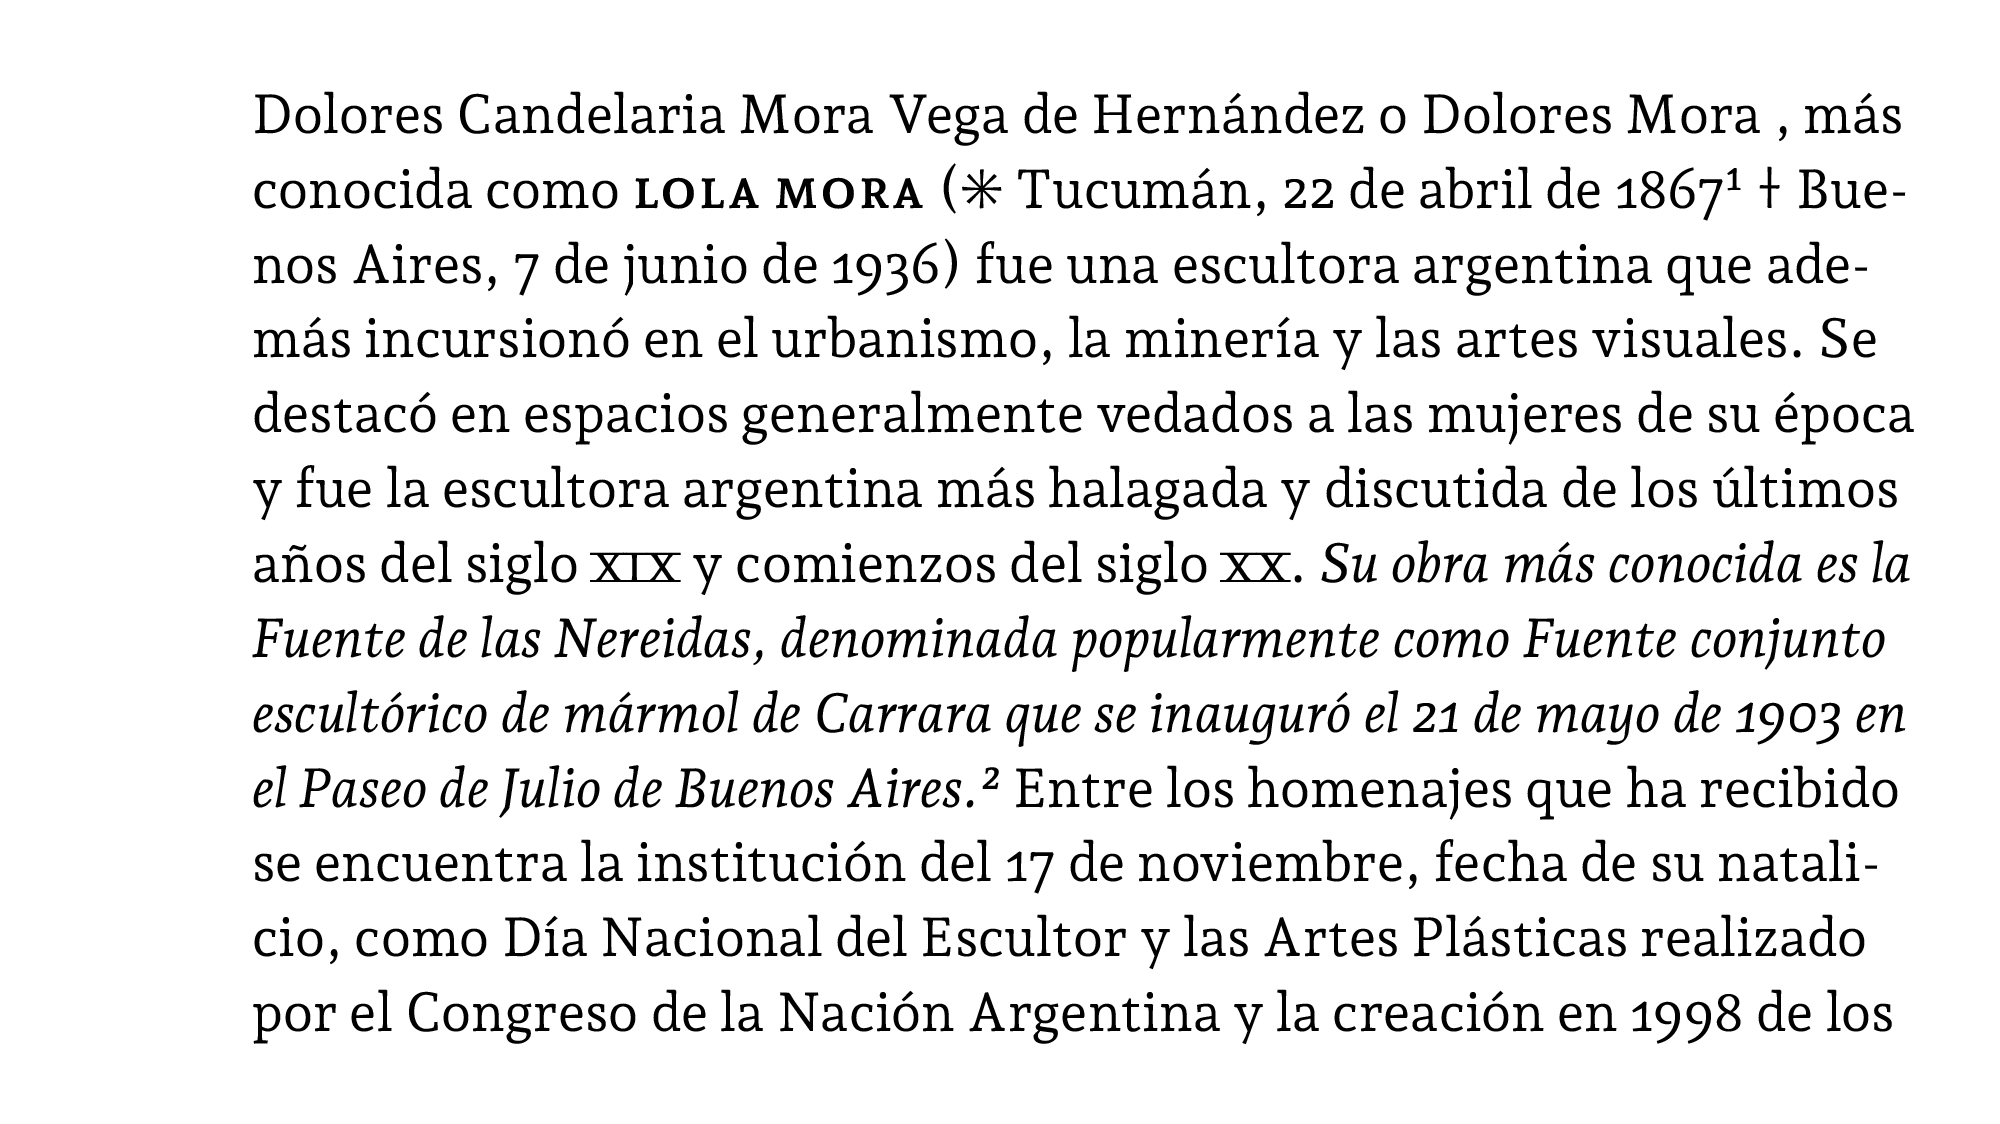 Dolores Candelaria Mora Vega de Hernández o Dolores Mora , más
conocida como LOLA MORA (✳ Tucumán, 22 de abril de 1867¹ † Bue-
nos Aires, 7 de junio de 1936) fue una escultora argentina que ade-
más incursionó en el urbanismo, la minería y las artes visuales. Se
destacó en espacios generalmente vedados a las mujeres de su época
y fue la escultora argentina más halagada y discutida de los últimos
años del siglo XIX y comienzos del siglo XX. Su obra más conocida es la
Fuente de las Nereidas, denominada popularmente como Fuente conjunto
escultórico de mármol de Carrara que se inauguró el 21 de mayo de 1903 en
el Paseo de Julio de Buenos Aires.² Entre los homenajes que ha recibido
se encuentra la institución del 17 de noviembre, fecha de su natali-
cio, como Día Nacional del Escultor y las Artes Plásticas realizado
por el Congreso de la Nación Argentina y la creación en 1998 de los